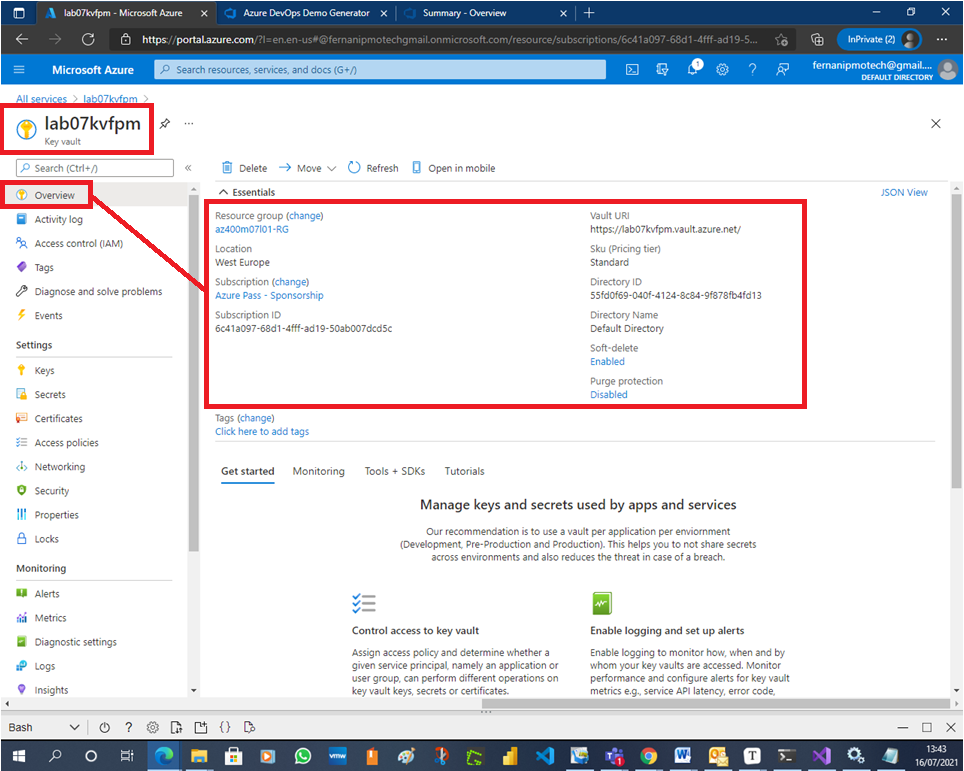 lab07kvfpm - Microsoft Azure
Azure DevOps Demo Generator
Summary - Overview
https://portal.azure.com/?l=en.en-us#@fernanipmotechgmail.onmicrosoft.com/resource/subscriptions/6c41a097-68d1-4fff-ad19-5...
InPrivate (2)
Microsoft Azure
Search resources, services, and docs (G+/)
1
fernanipmotech@gmail....
DEFAULT DIRECTORY
All services > lab07kvfpm >
lab07kvfpm
Key vault
Search (Ctrl+/)
Delete
Move
Refresh
Open in mobile
Overview
Activity log
Access control (IAM)
Tags
Diagnose and solve problems
Events
Settings
Keys
Secrets
Certificates
Access policies
Networking
Security
Properties
Locks
Monitoring
Alerts
Metrics
Diagnostic settings
Logs
Insights
Essentials
JSON View
Resource group (change)
az400m07l01-RG
Location
West Europe
Subscription (change)
Azure Pass - Sponsorship
Subscription ID
6c41a097-68d1-4fff-ad19-50ab007dcd5c
Vault URI
https://lab07kvfpm.vault.azure.net/
Sku (Pricing tier)
Standard
Directory ID
55fd0f69-040f-4124-8c84-9f878fb4fd13
Directory Name
Default Directory
Soft-delete
Enabled
Purge protection
Disabled
Tags (change)
Click here to add tags
Get started
Monitoring
Tools + SDKs
Tutorials
Manage keys and secrets used by apps and services
Our recommendation is to use a vault per application per enviornment
(Development, Pre-Production and Production). This helps you to not share secrets
across environments and also reduces the threat in case of a breach.
Control access to key vault
Assign access policy and determine whether a
given service principal, namely an application or
user group, can perform different operations on
key vault keys, secrets or certificates.
Enable logging and set up alerts
Enable logging to monitor how, when and by
whom your key vaults are accessed. Monitor
performance and configure alerts for key vault
metrics e.g., service API latency, error code,
Bash
vmw
1
T
13:43
16/07/2021